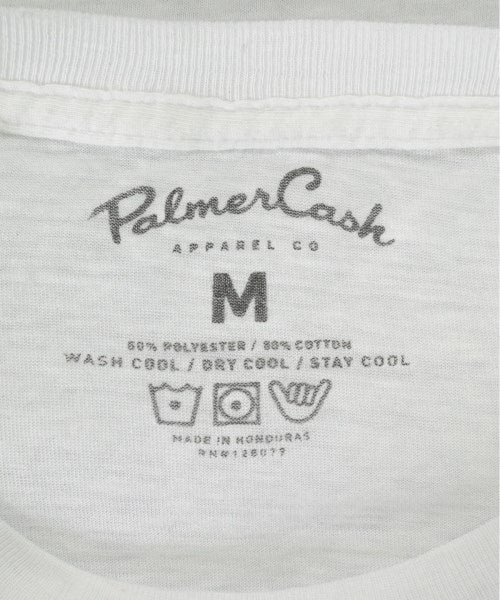 PalmerCash
APPAREL CO
M
50% POLYESTER / 50% COTTON
WASH COOL / DRY COOL / STAY COOL
MADE IN HONDURAS